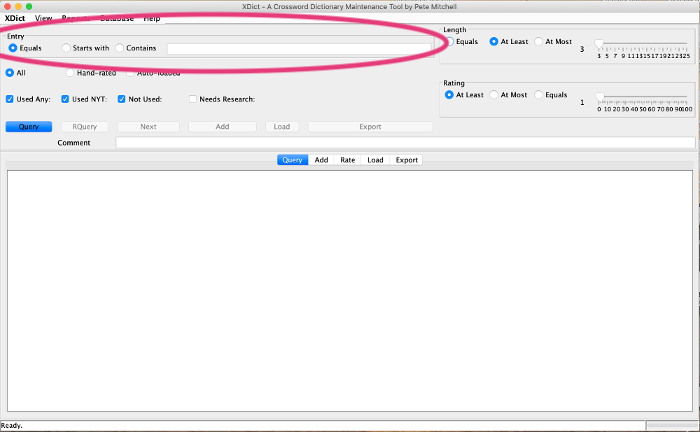 XDict - A Crossword Dictionary Maintenance Tool by Pete Mitchell
XDict View Reports Database Help
Entry
Equals Starts with Contains
All Hand-rated Auto-loaded
Used Any: Used NYT: Not Used: Needs Research:
Query RQuery Next Add Load Export
Comment
Length
Equals At Least At Most 3
3 5 7 9 11 13 15 17 19 21 23 25
Rating
At Least At Most Equals 1
0 10 20 30 40 50 60 70 80 90 100
Query Add Rate Load Export
Ready.